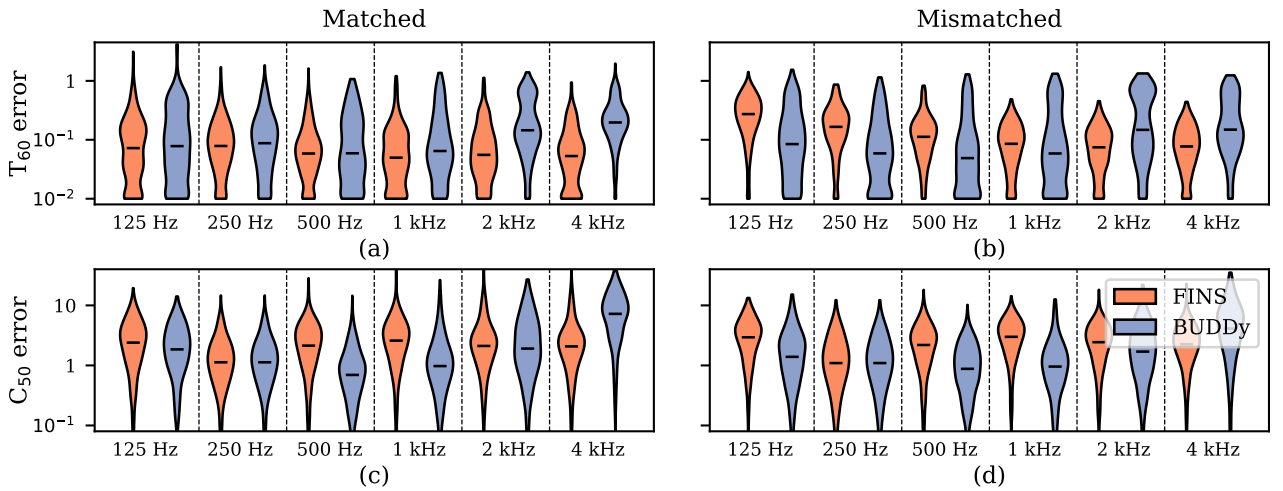 Matched
Mismatched
T₆₀ error
1
10⁻¹
10⁻²
125 Hz 250 Hz 500 Hz 1 kHz 2 kHz 4 kHz
(a)
125 Hz 250 Hz 500 Hz 1 kHz 2 kHz 4 kHz
(b)
C₅₀ error
10
1
10⁻¹
125 Hz 250 Hz 500 Hz 1 kHz 2 kHz 4 kHz
(c)
FINS
BUDDy
125 Hz 250 Hz 500 Hz 1 kHz 2 kHz 4 kHz
(d)